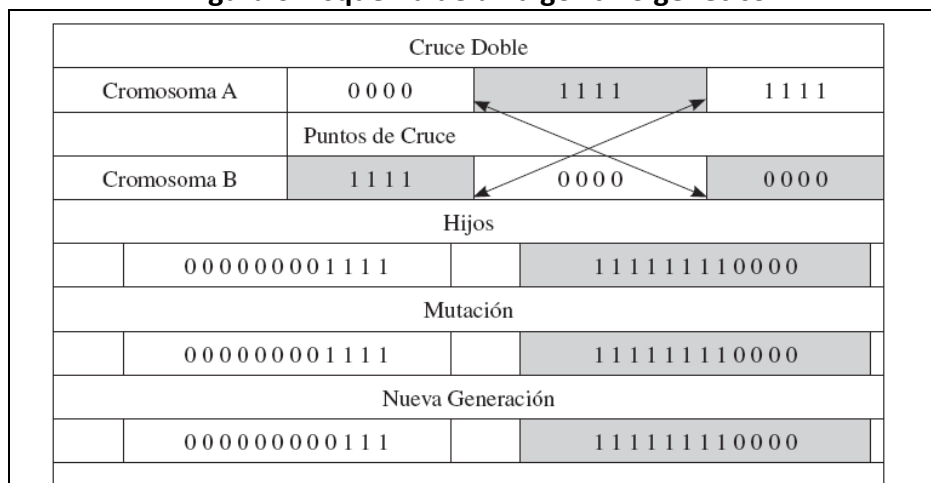 Cruce Doble
Cromosoma A 0 0 0 0 1 1 1 1 1 1 1 1
Puntos de Cruce
Cromosoma B 1 1 1 1 0 0 0 0 0 0 0 0
Hijos
0 0 0 0 0 0 0 0 1 1 1 1 1 1 1 1 1 1 1 1 0 0 0 0
Mutación
0 0 0 0 0 0 0 0 1 1 1 1 1 1 1 1 1 1 1 1 0 0 0 0
Nueva Generación
0 0 0 0 0 0 0 0 0 1 1 1 1 1 1 1 1 1 1 1 0 0 0 0